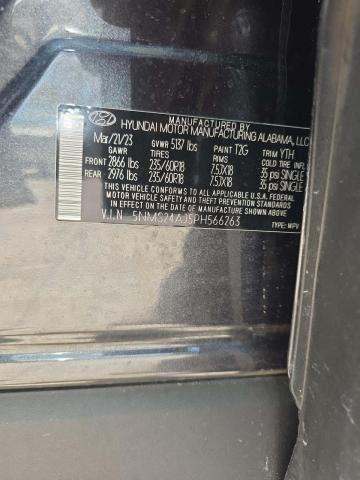 MANUFACTURED BY
HYUNDAI MOTOR MANUFACTURING ALABAMA, LLC
Mar/21/23 GVWR 5137 lbs PAINT T2G TRIM YTH
GAWR TIRES RIMS COLD TIRE
FRONT 2866 lbs 235/60R18 7.5JX18 35 psi SINGLE
REAR 2976 lbs 235/60R18 7.5JX18 35 psi SINGLE
THIS VEHICLE CONFORMS TO ALL APPLICABLE U.S.A. FEDERAL
MOTOR VEHICLE SAFETY BUMPER AND THEFT PREVENTION STANDARDS
IN EFFECT ON THE DATE OF MANUFACTURE SHOWN ABOVE.
V.I.N 5NMS24AJ5PH566263
TYPE: MPV